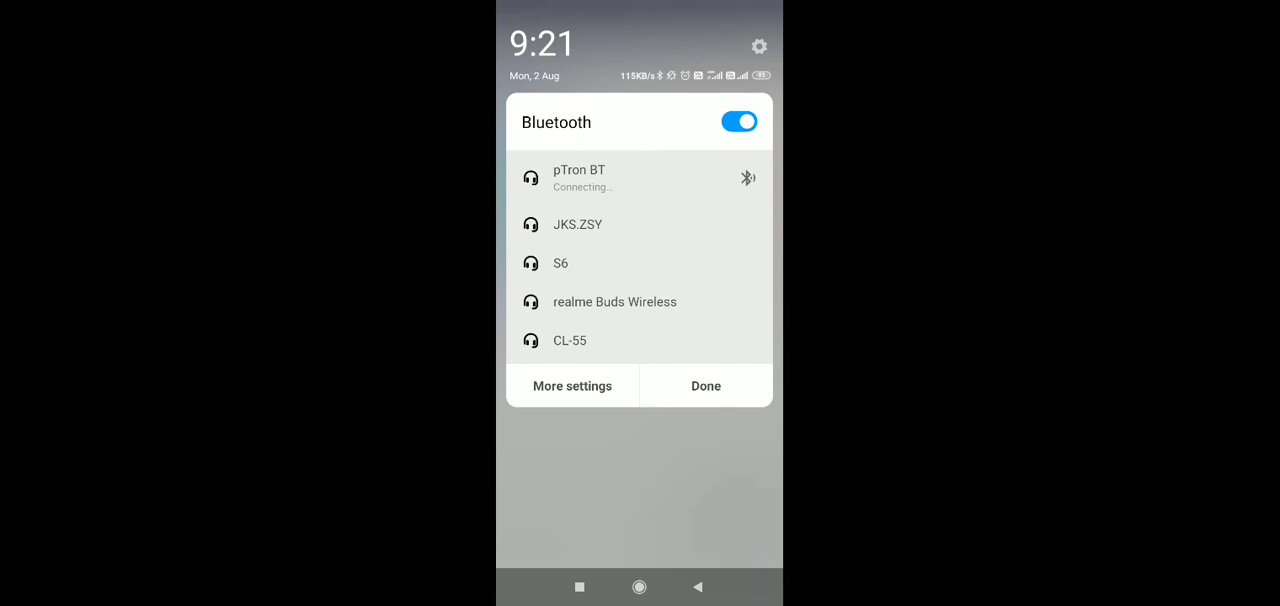 9:21
Mon, 2 Aug
115KB/s
Bluetooth
pTron BT
Connecting...
JKS.ZSY
S6
realme Buds Wireless
CL-55
More settings
Done